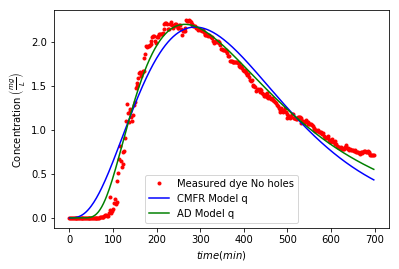 2.0
1.5
1.0
0.5
0.0
Concentration (mg/L)
Measured dye No holes
CMFR Model q
AD Model q
0 100 200 300 400 500 600 700
time(min)